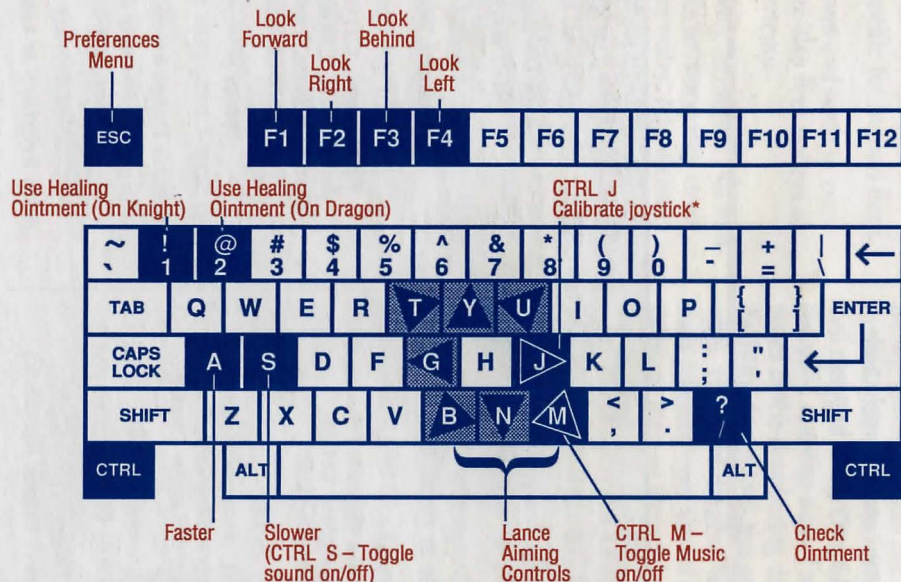 Preferences
Menu
Look
Forward
Look
Right
Look
Behind
Look
Left
ESC F1 F2 F3 F4 F5 F6 F7 F8 F9 F10 F11 F12
Use Healing
Ointment (On Knight)
Use Healing
Ointment (On Dragon)
CTRL J
Calibrate joystick*
~ ! @ # $ % ^ & * ( ) _ + | ←
` 1 2 3 4 5 6 7 8 9 0 - = \
TAB Q W E R T Y U I O P { } ENTER
[ ]
CAPS
LOCK
A S D F G H J K L : "
; '
SHIFT Z X C V B N M < > ? SHIFT
, . /
CTRL ALT ALT CTRL
Faster
Slower
(CTRL S – Toggle
sound on/off)
Lance
Aiming
Controls
CTRL M –
Toggle Music
on/off
Check
Ointment